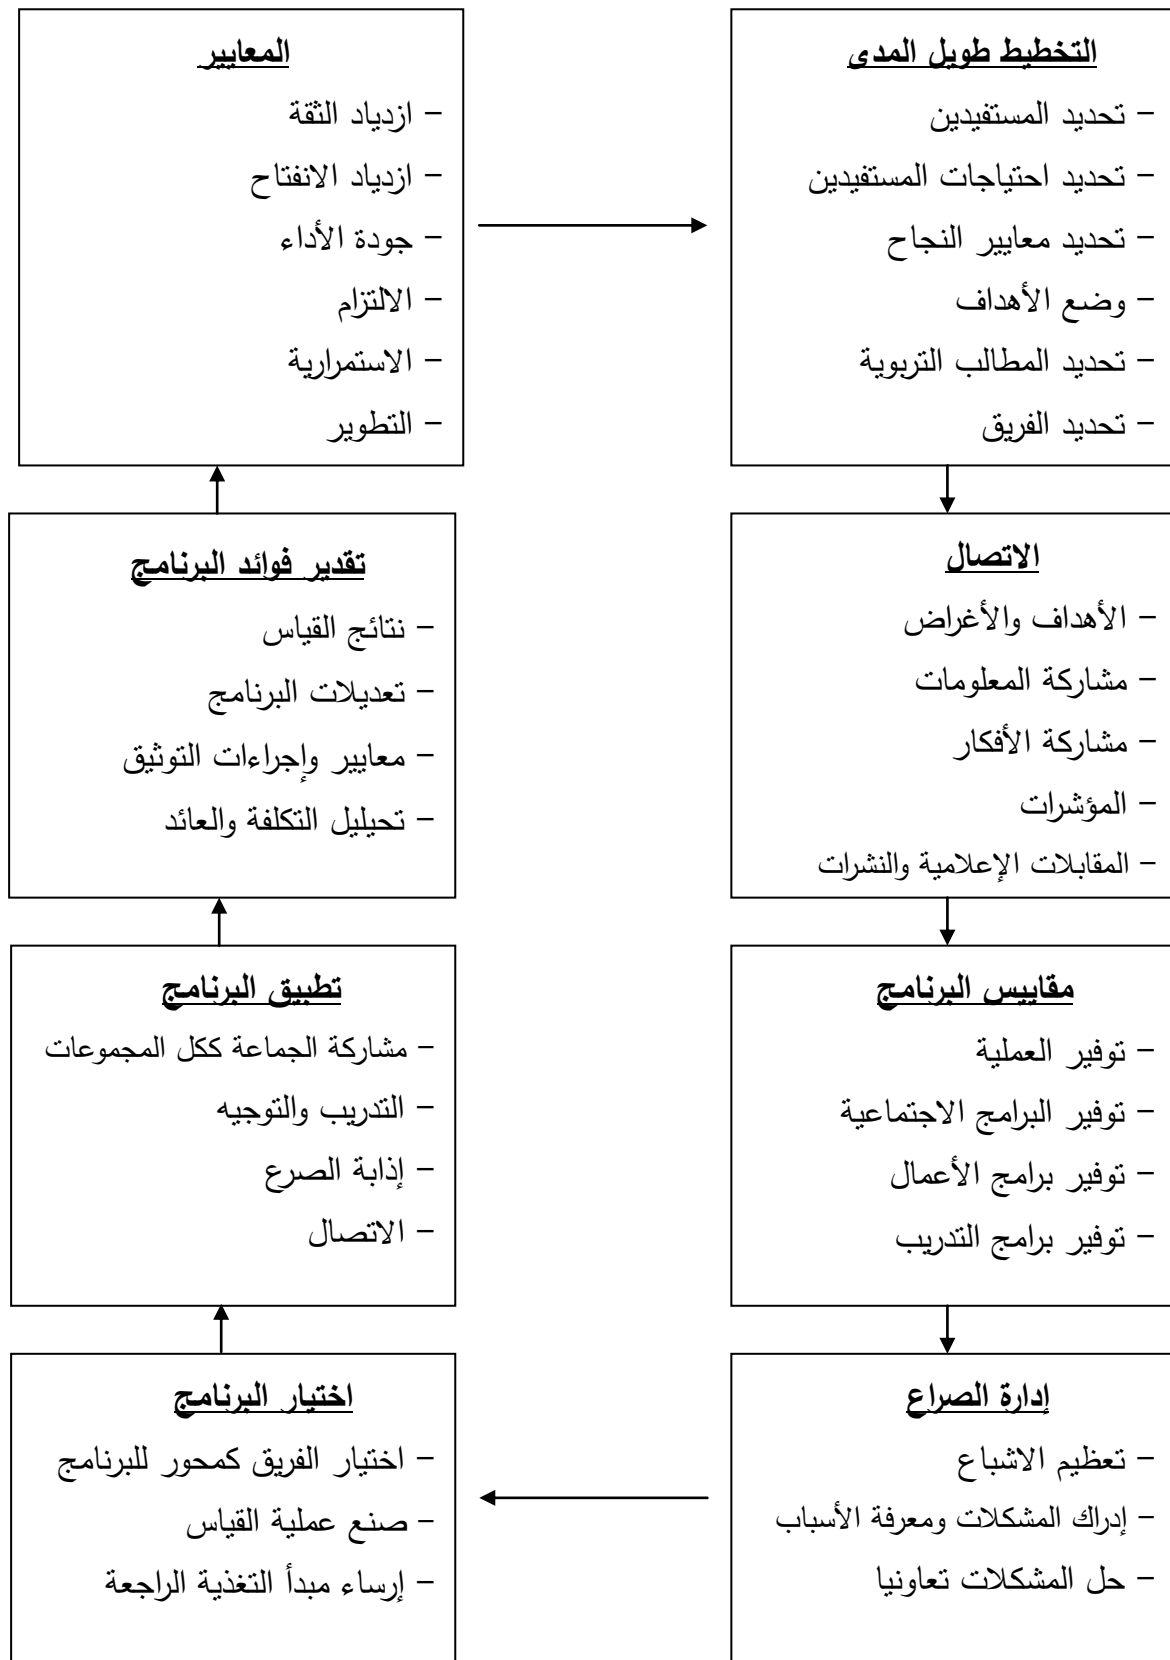 التخطيط طويل المدى
– تحديد المستفيدين
– تحديد احتياجات المستفيدين
– تحديد معايير النجاح
– وضع الأهداف
– تحديد المطالب التربوية
– تحديد الفريق
الاتصال
– الأهداف والأغراض
– مشاركة المعلومات
– مشاركة الأفكار
– المؤشرات
– المقابلات الإعلامية والنشرات
مقاييس البرنامج
– توفير العملية
– توفير البرامج الاجتماعية
– توفير برامج الأعمال
– توفير برامج التدريب
إدارة الصراع
– تعظيم الاشباع
– إدراك المشكلات ومعرفة الأسباب
– حل المشكلات تعاونيا
اختيار البرنامج
– اختيار الفريق كمحور للبرنامج
– صنع عملية القياس
– إرساء مبدأ التغذية الراجعة
تطبيق البرنامج
– مشاركة الجماعة ككل المجموعات
– التدريب والتوجيه
– إذابة الصرع
– الاتصال
تقدير فوائد البرنامج
– نتائج القياس
– تعديلات البرنامج
– معايير وإجراءات التوثيق
– تحيليل التكلفة والعائد
المعايير
– ازدياد الثقة
– ازدياد الانفتاح
– جودة الأداء
– الالتزام
– الاستمرارية
– التطوير